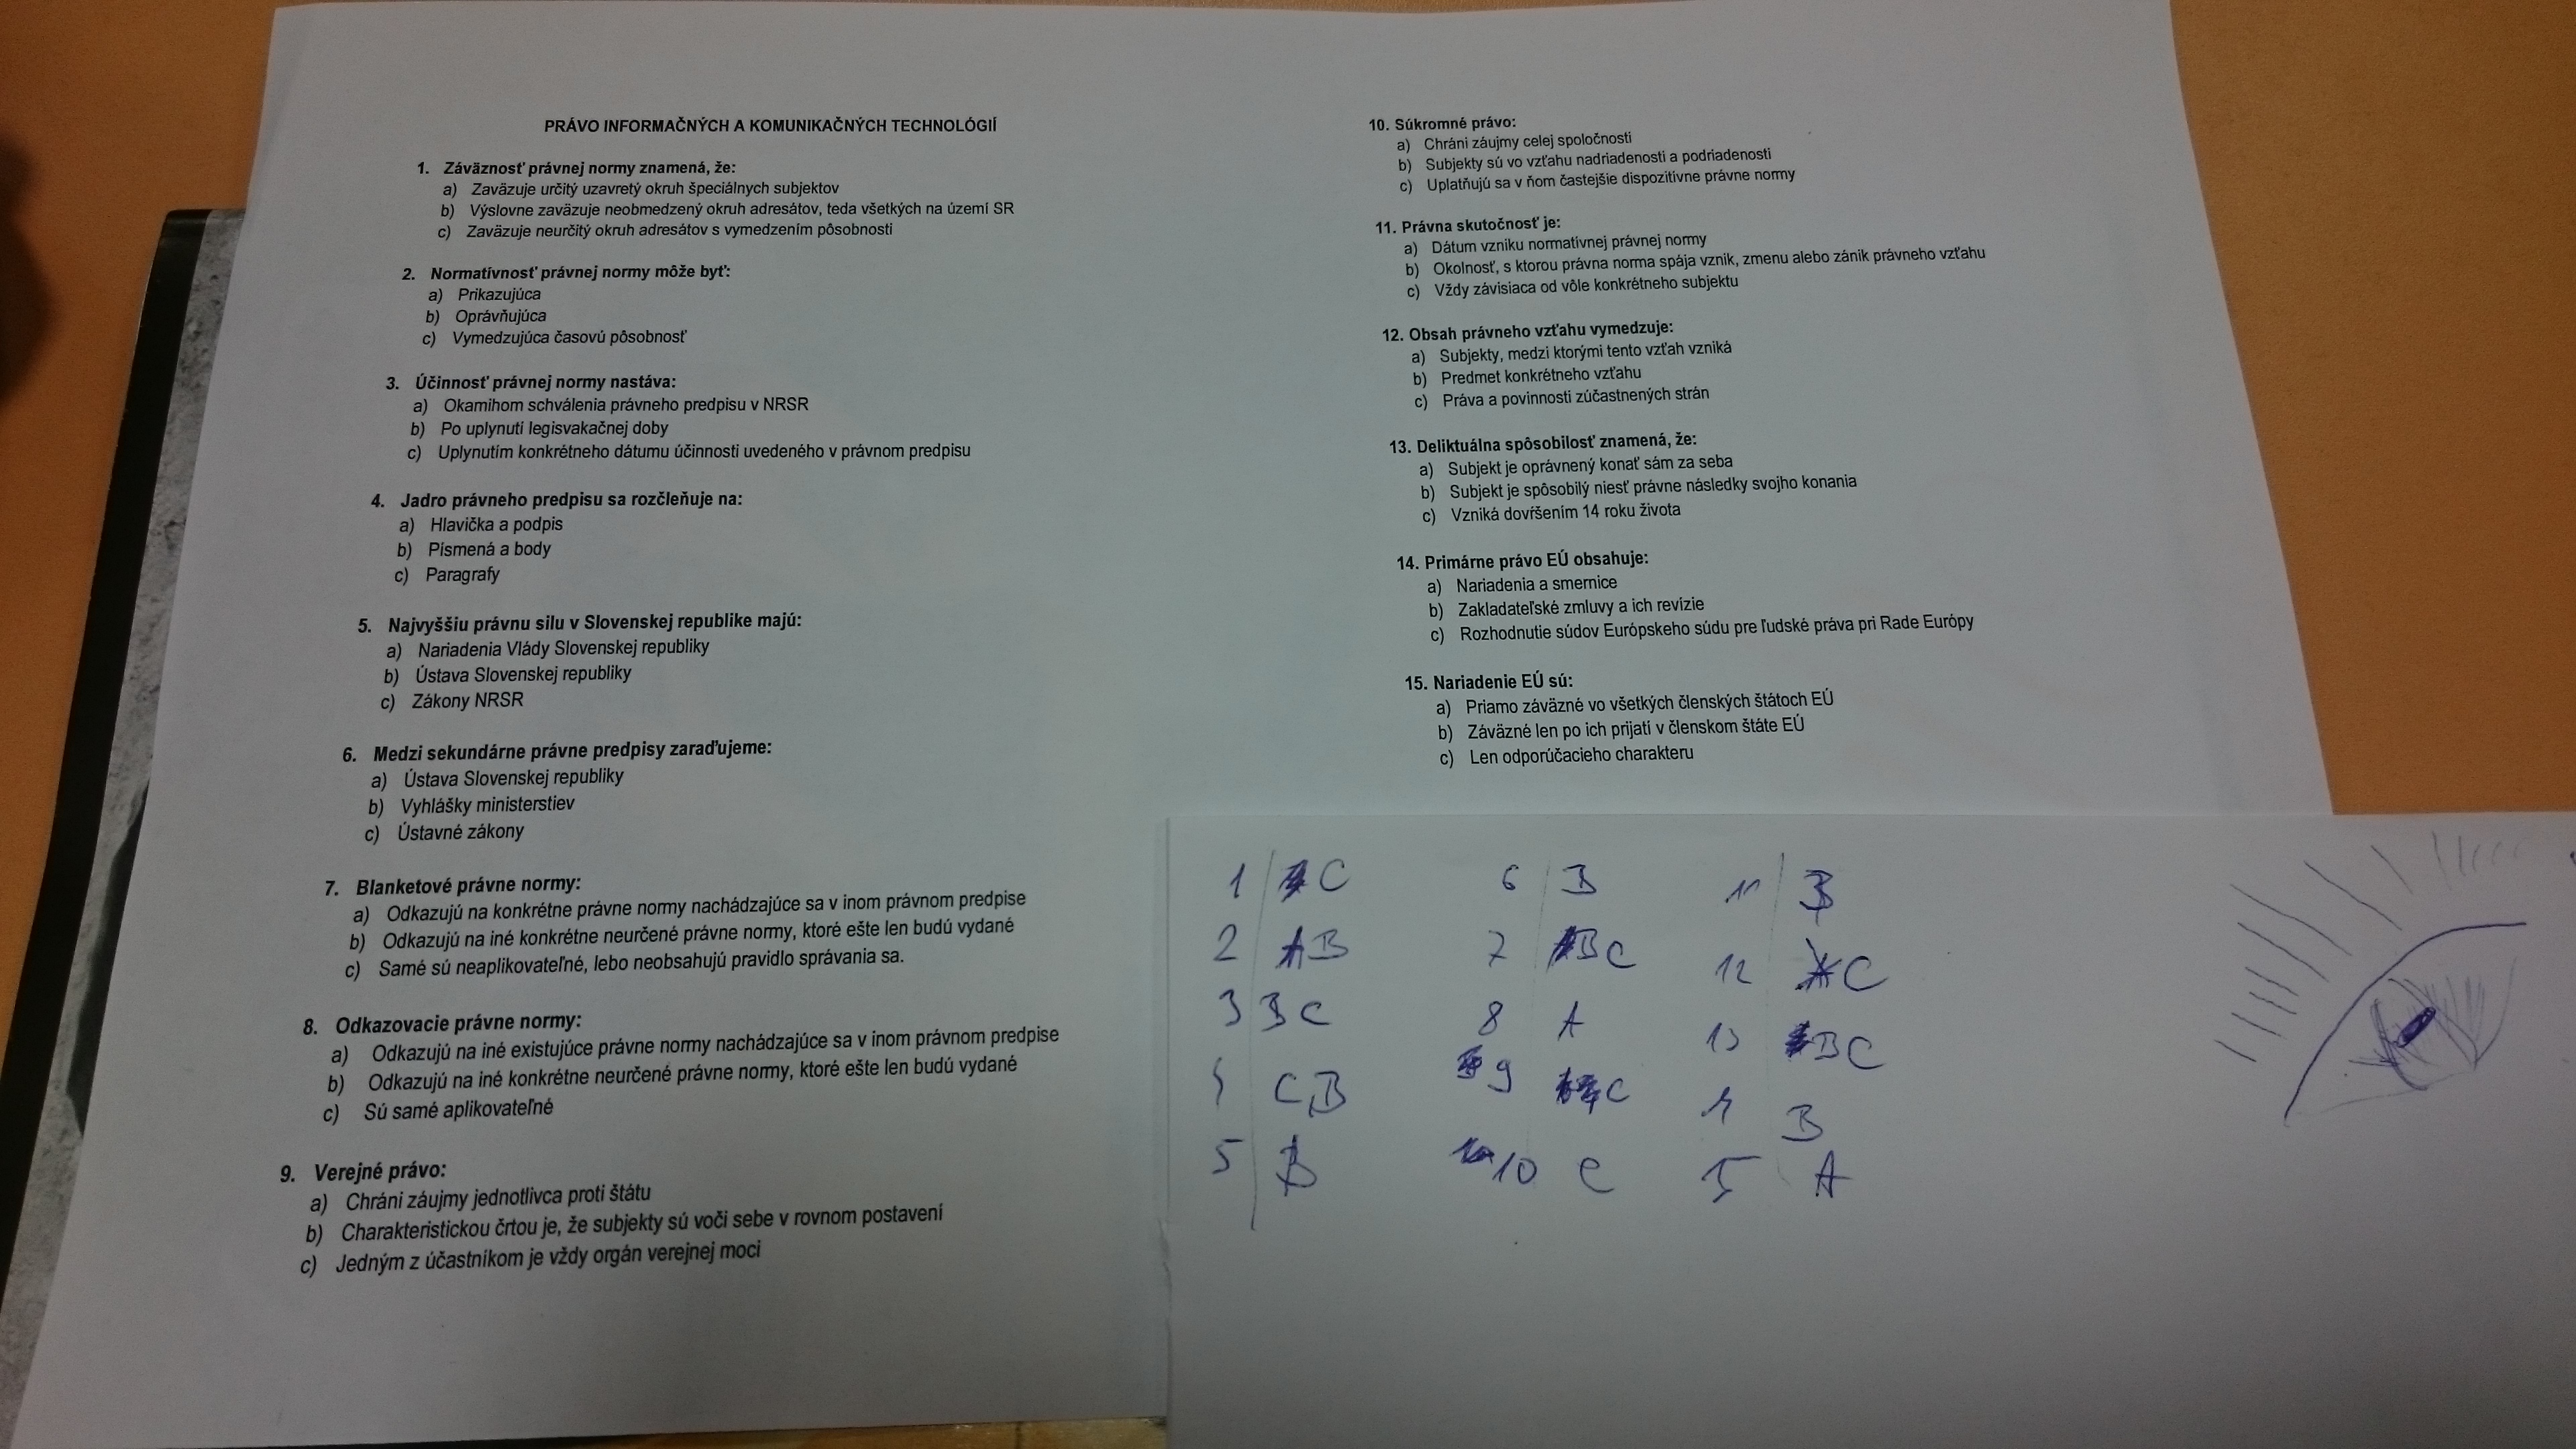 PRÁVO INFORMAČNÝCH A KOMUNIKAČNÝCH TECHNOLÓGIÍ
1. Záväznosť právnej normy znamená, že:
a) Zaväzuje určitý uzavretý okruh špeciálnych subjektov
b) Výslovne zaväzuje neobmedzený okruh adresátov, teda všetkých na území SR
c) Zaväzuje neurčitý okruh adresátov s vymedzením pôsobnosti
2. Normatívnosť právnej normy môže byť:
a) Prikazujúca
b) Oprávňujúca
c) Vymedzujúca časovú pôsobnosť
3. Účinnosť právnej normy nastáva:
a) Okamihom schválenia právneho predpisu v NRSR
b) Po uplynutí legisvakačnej doby
c) Uplynutím konkrétneho dátumu účinnosti uvedeného v právnom predpisu
4. Jadro právneho predpisu sa rozčleňuje na:
a) Hlavička a podpis
b) Písmená a body
c) Paragrafy
5. Najvyššiu právnu silu v Slovenskej republike majú:
a) Nariadenia Vlády Slovenskej republiky
b) Ústava Slovenskej republiky
c) Zákony NRSR
6. Medzi sekundárne právne predpisy zaraďujeme:
a) Ústava Slovenskej republiky
b) Vyhlášky ministerstiev
c) Ústavné zákony
7. Blanketové právne normy:
a) Odkazujú na konkrétne právne normy nachádzajúce sa v inom právnom predpise
b) Odkazujú na iné konkrétne neurčené právne normy, ktoré ešte len budú vydané
c) Samé sú neaplikovateľné, lebo neobsahujú pravidlo správania sa.
8. Odkazovacie právne normy:
a) Odkazujú na iné existujúce právne normy nachádzajúce sa v inom právnom predpise
b) Odkazujú na iné konkrétne neurčené právne normy, ktoré ešte len budú vydané
c) Sú samé aplikovateľné
9. Verejné právo:
a) Chráni záujmy jednotlivca proti štátu
b) Charakteristickou črtou je, že subjekty sú voči sebe v rovnom postavení
c) Jedným z účastníkom je vždy orgán verejnej moci
10. Súkromné právo:
a) Chráni záujmy celej spoločnosti
b) Subjekty sú vo vzťahu nadriadenosti a podriadenosti
c) Uplatňujú sa v ňom častejšie dispozitívne právne normy
11. Právna skutočnosť je:
a) Dátum vzniku normatívnej právnej normy
b) Okolnosť, s ktorou právna norma spája vznik, zmenu alebo zánik právneho vzťahu
c) Vždy závisiaca od vôle konkrétneho subjektu
12. Obsah právneho vzťahu vymedzuje:
a) Subjekty, medzi ktorými tento vzťah vzniká
b) Predmet konkrétneho vzťahu
c) Práva a povinnosti zúčastnených strán
13. Deliktuálna spôsobilosť znamená, že:
a) Subjekt je oprávnený konať sám za seba
b) Subjekt je spôsobilý niesť právne následky svojho konania
c) Vzniká dovŕšením 14 roku života
14. Primárne právo EÚ obsahuje:
a) Nariadenia a smernice
b) Zakladateľské zmluvy a ich revízie
c) Rozhodnutie súdov Európskeho súdu pre ľudské práva pri Rade Európy
15. Nariadenie EÚ sú:
a) Priamo záväzné vo všetkých členských štátoch EÚ
b) Záväzné len po ich prijatí v členskom štáte EÚ
c) Len odporúčacieho charakteru
1 C
2 AB
3 BC
CB
5 B
6 B
7 BC
8 A
9 C
10 C
11 B
12 C
13 BC
B
A